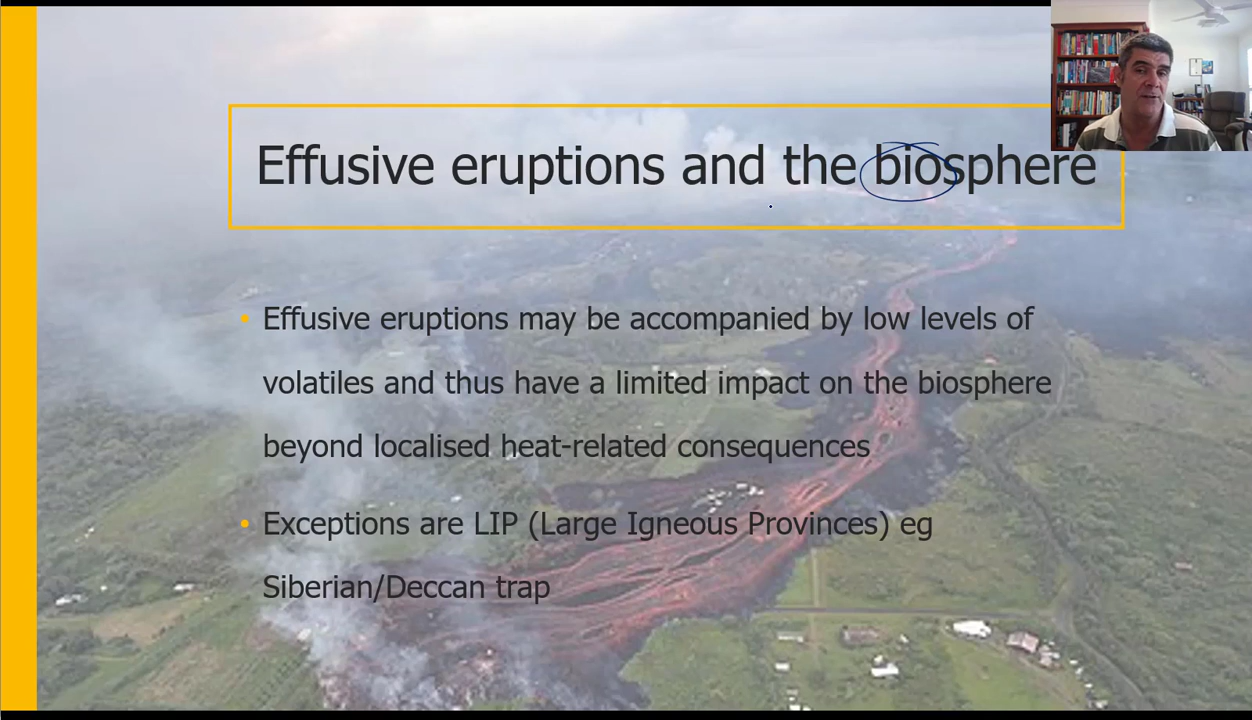 Effusive eruptions and the biosphere
• Effusive eruptions may be accompanied by low levels of
volatiles and thus have a limited impact on the biosphere
beyond localised heat-related consequences
• Exceptions are LIP (Large Igneous Provinces) eg
Siberian/Deccan trap